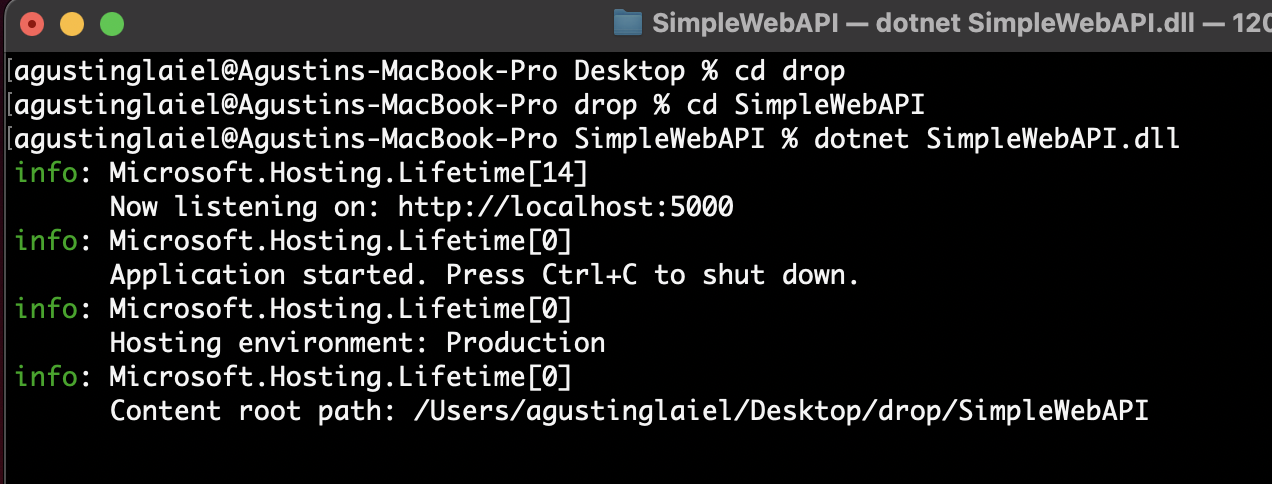 SimpleWebAPI — dotnet SimpleWebAPI.dll —
[agustinglaiel@Agustins-MacBook-Pro Desktop % cd drop
[agustinglaiel@Agustins-MacBook-Pro drop % cd SimpleWebAPI
[agustinglaiel@Agustins-MacBook-Pro SimpleWebAPI % dotnet SimpleWebAPI.dll
info: Microsoft.Hosting.Lifetime[14]
Now listening on: http://localhost:5000
info: Microsoft.Hosting.Lifetime[0]
Application started. Press Ctrl+C to shut down.
info: Microsoft.Hosting.Lifetime[0]
Hosting environment: Production
info: Microsoft.Hosting.Lifetime[0]
Content root path: /Users/agustinglaiel/Desktop/drop/SimpleWebAPI